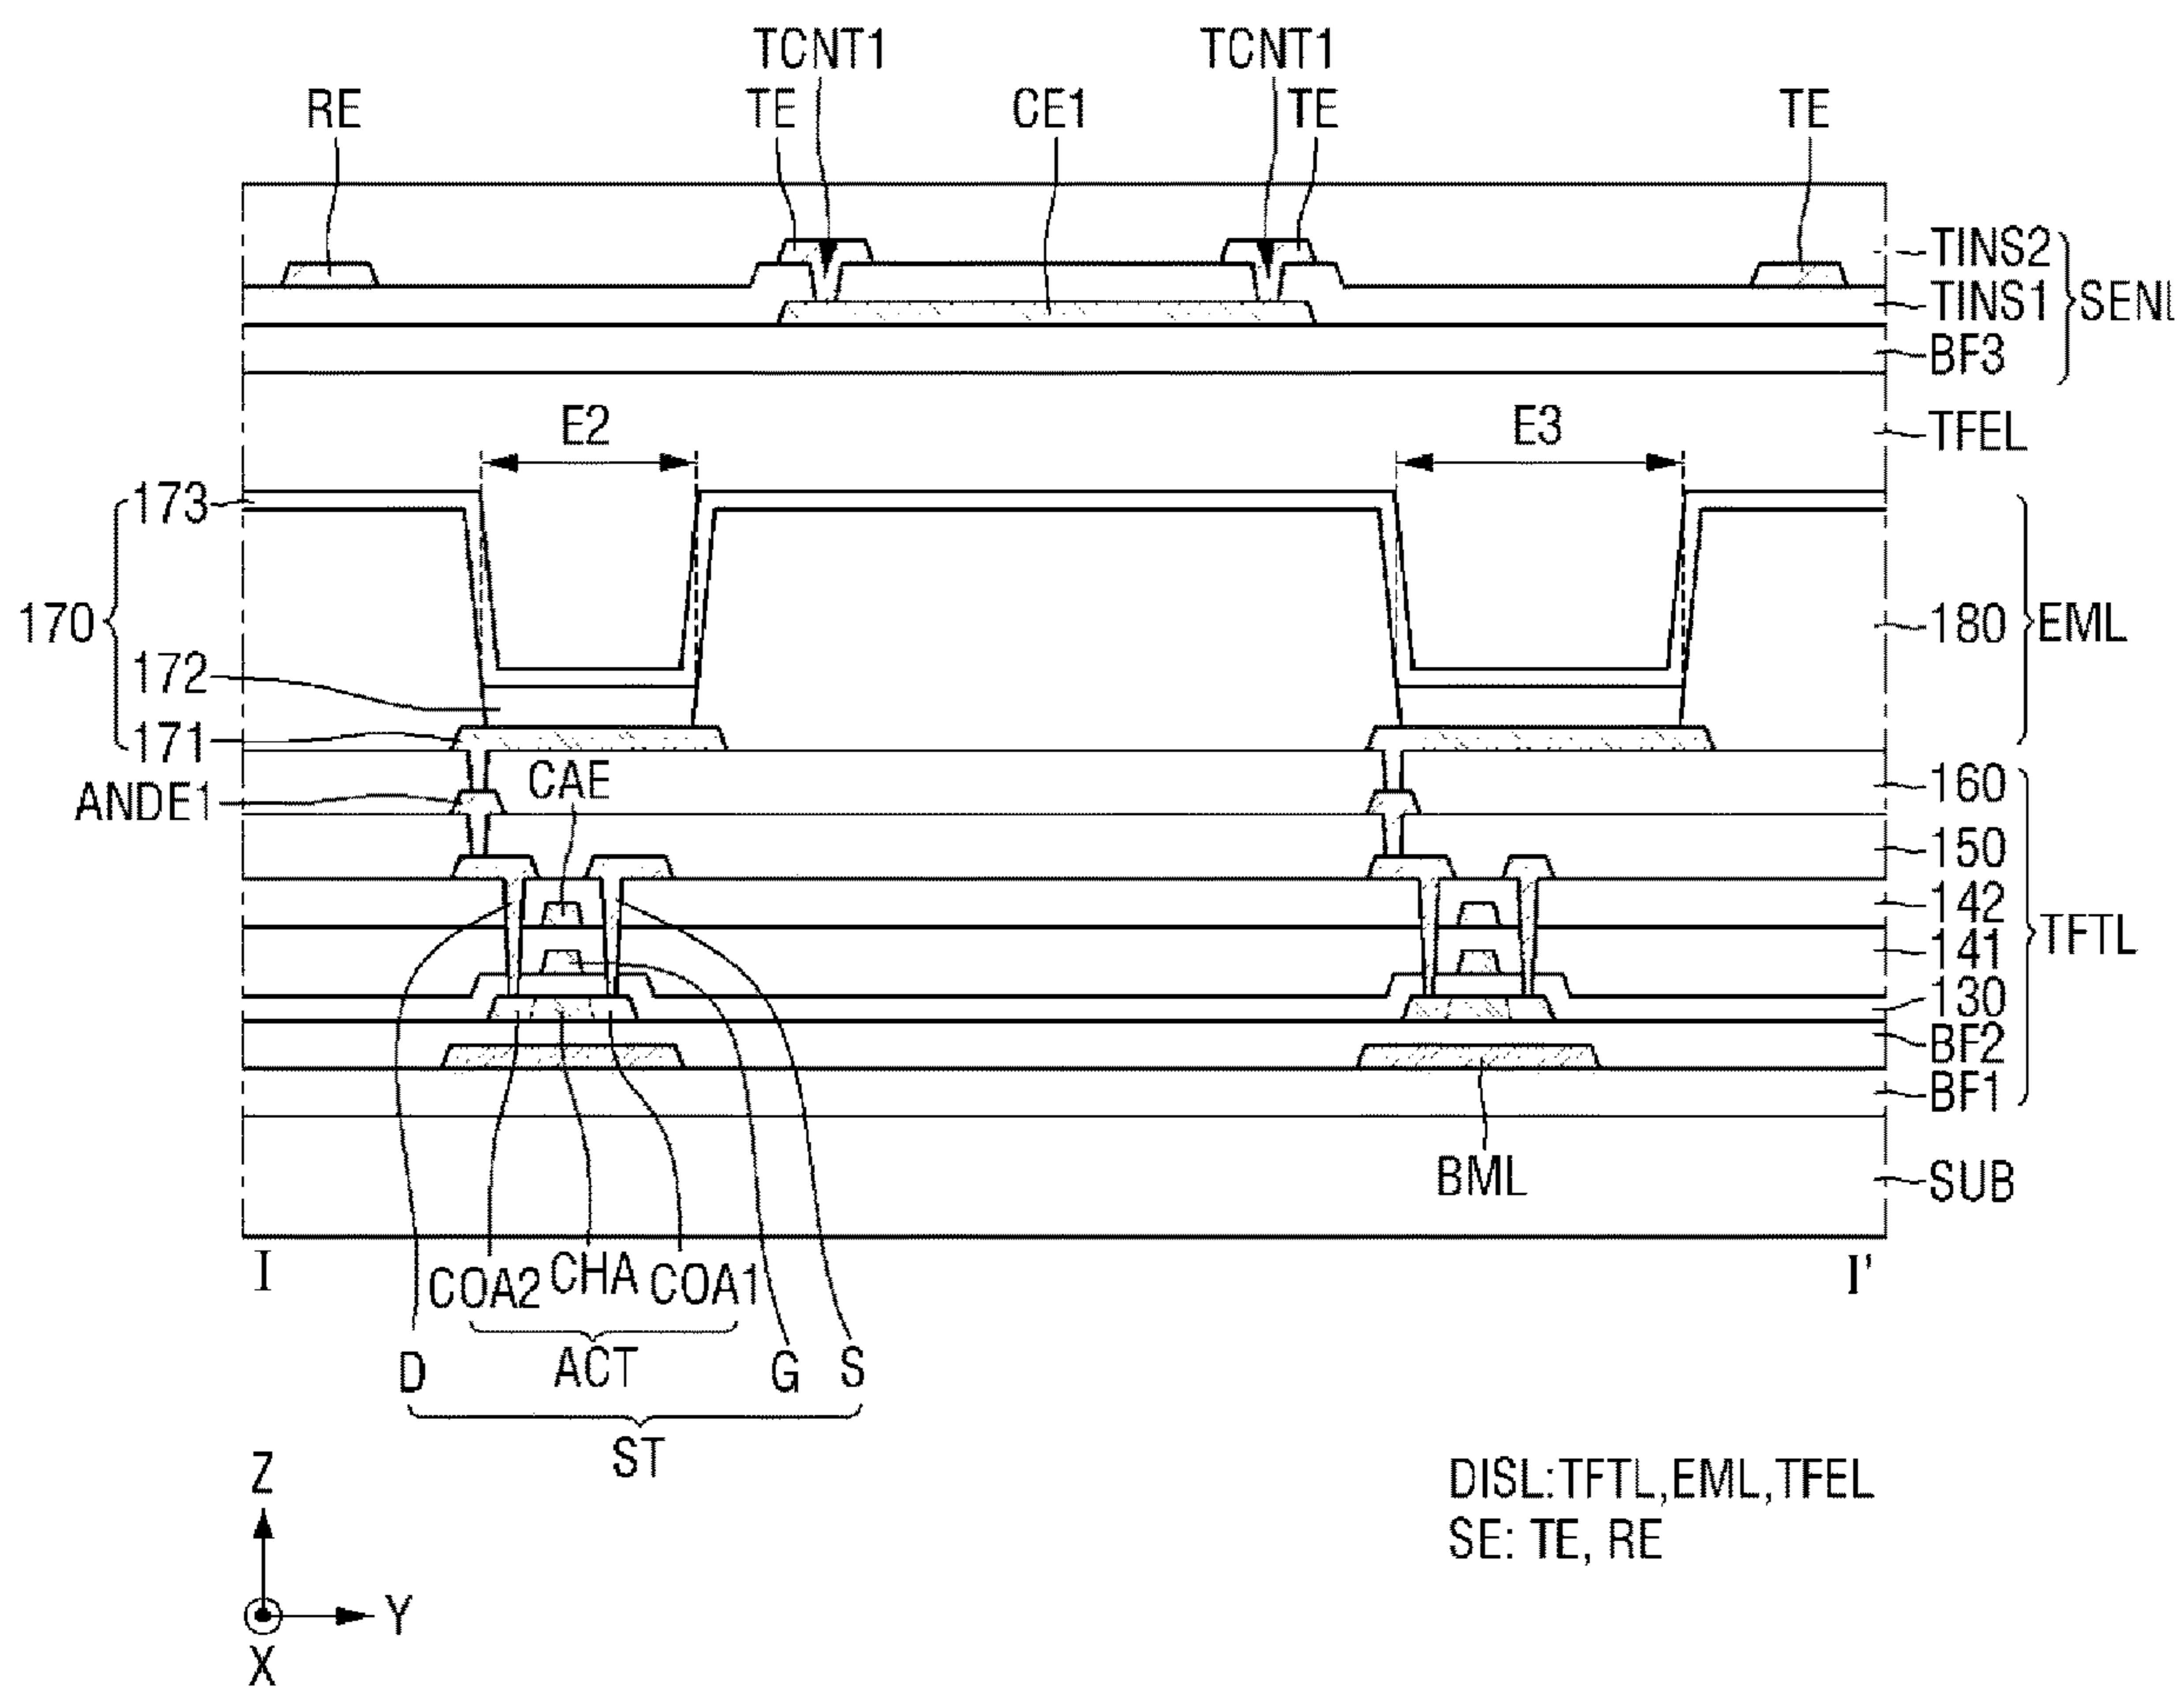 TCNT1 TCNT1
RE TE CE1 TE TE
TINS2
TINS1 SENL
BF3
E2 E3 TFEL
173
170 180 EML
172
171
CAE 160
ANDE1
150
142
141 TFTL
130
BF2
BF1
BML SUB
I I'
COA2 CHA COA1
D ACT G S
ST
Z
Y
X
DISL:TFTL,EML,TFEL
SE: TE, RE